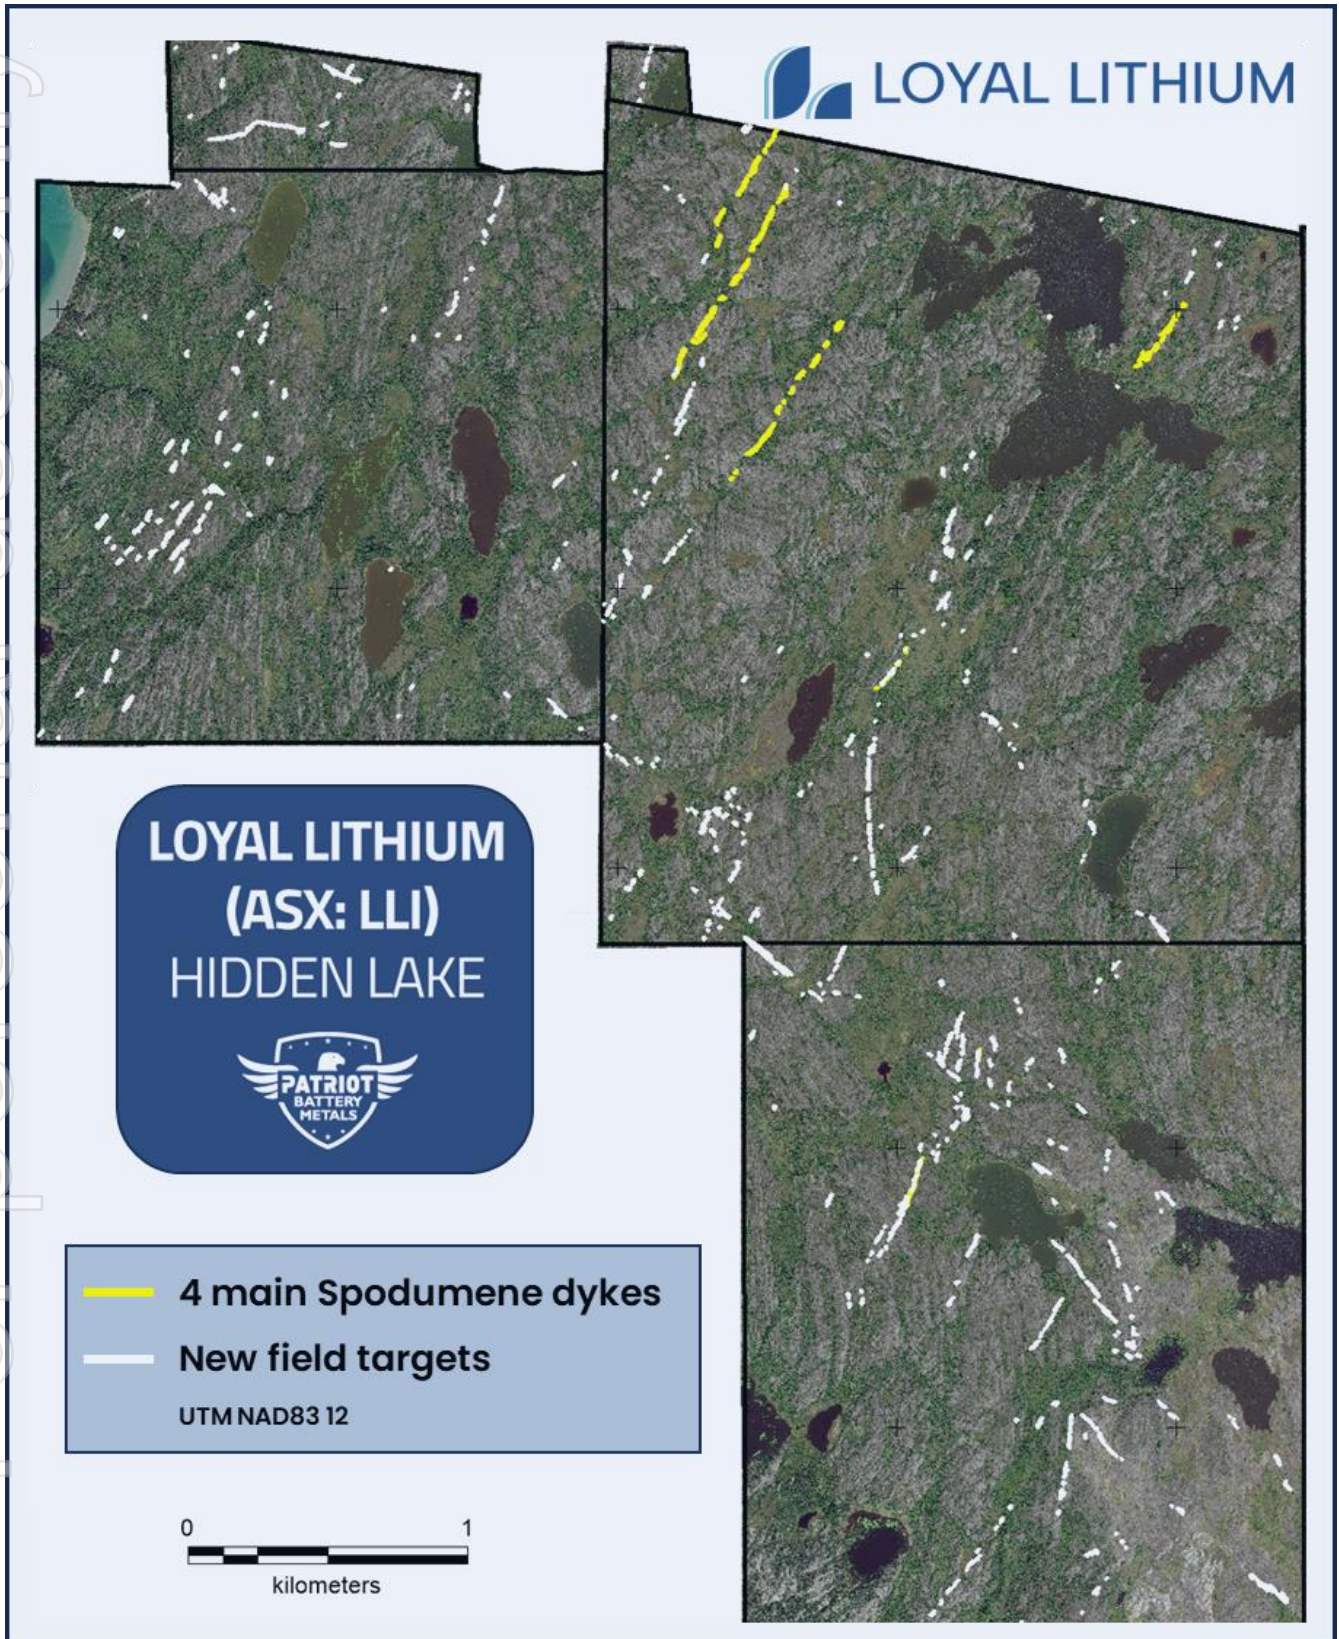 LOYAL LITHIUM
LOYAL LITHIUM
(ASX: LLI)
HIDDEN LAKE
PATRIOT
BATTERY
METALS
4 main Spodumene dykes
New field targets
UTM NAD83 12
0 1
kilometers